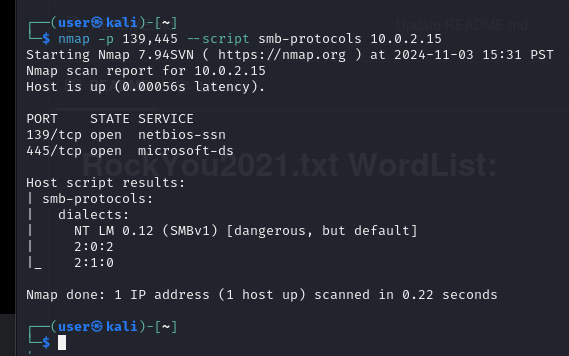 ┌──(user㉿kali)-[~]
└─$ nmap -p 139,445 --script smb-protocols 10.0.2.15
Starting Nmap 7.94SVN ( https://nmap.org ) at 2024-11-03 15:31 PST
Nmap scan report for 10.0.2.15
Host is up (0.00056s latency).
PORT    STATE SERVICE
139/tcp open  netbios-ssn
445/tcp open  microsoft-ds
RockYou2021.txt WordList:
Host script results:
| smb-protocols:
|   dialects:
|     NT LM 0.12 (SMBv1) [dangerous, but default]
|     2:0:2
|_    2:1:0
Nmap done: 1 IP address (1 host up) scanned in 0.22 seconds
┌──(user㉿kali)-[~]
└─$